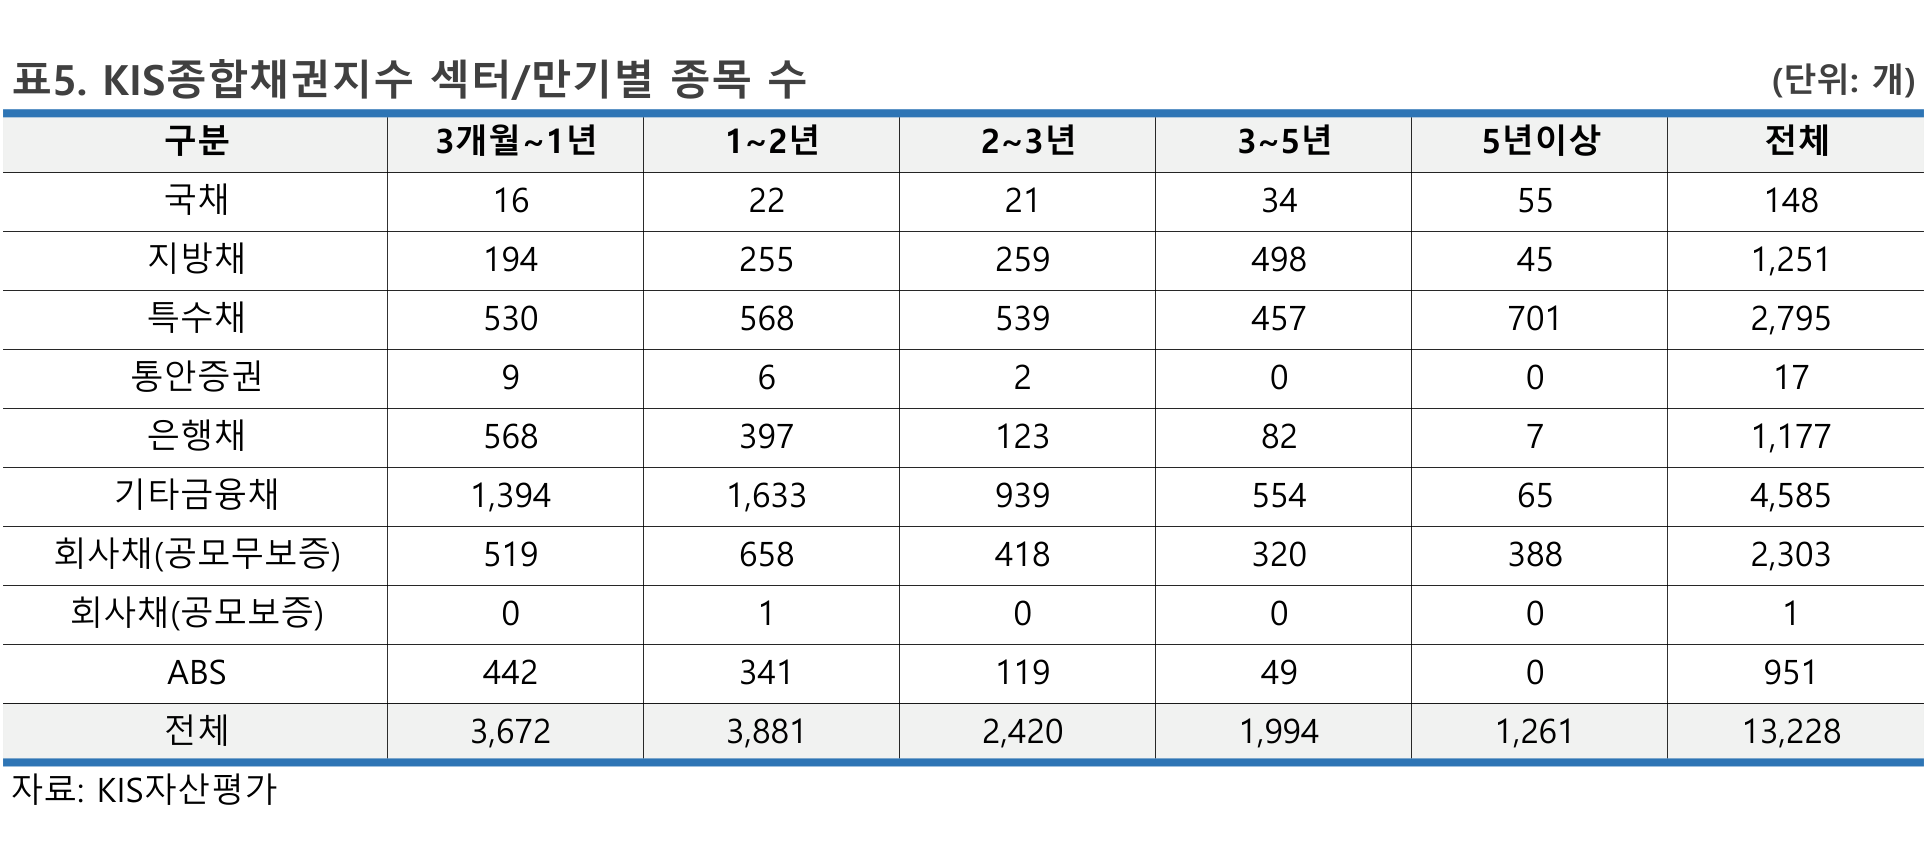 표5. KIS종합채권지수 섹터/만기별 종목 수 (단위: 개)
구분 3개월~1년 1~2년 2~3년 3~5년 5년이상 전체
국채 16 22 21 34 55 148
지방채 194 255 259 498 45 1,251
특수채 530 568 539 457 701 2,795
통안증권 9 6 2 0 0 17
은행채 568 397 123 82 7 1,177
기타금융채 1,394 1,633 939 554 65 4,585
회사채(공모무보증) 519 658 418 320 388 2,303
회사채(공모보증) 0 1 0 0 0 1
ABS 442 341 119 49 0 951
전체 3,672 3,881 2,420 1,994 1,261 13,228
자료: KIS자산평가